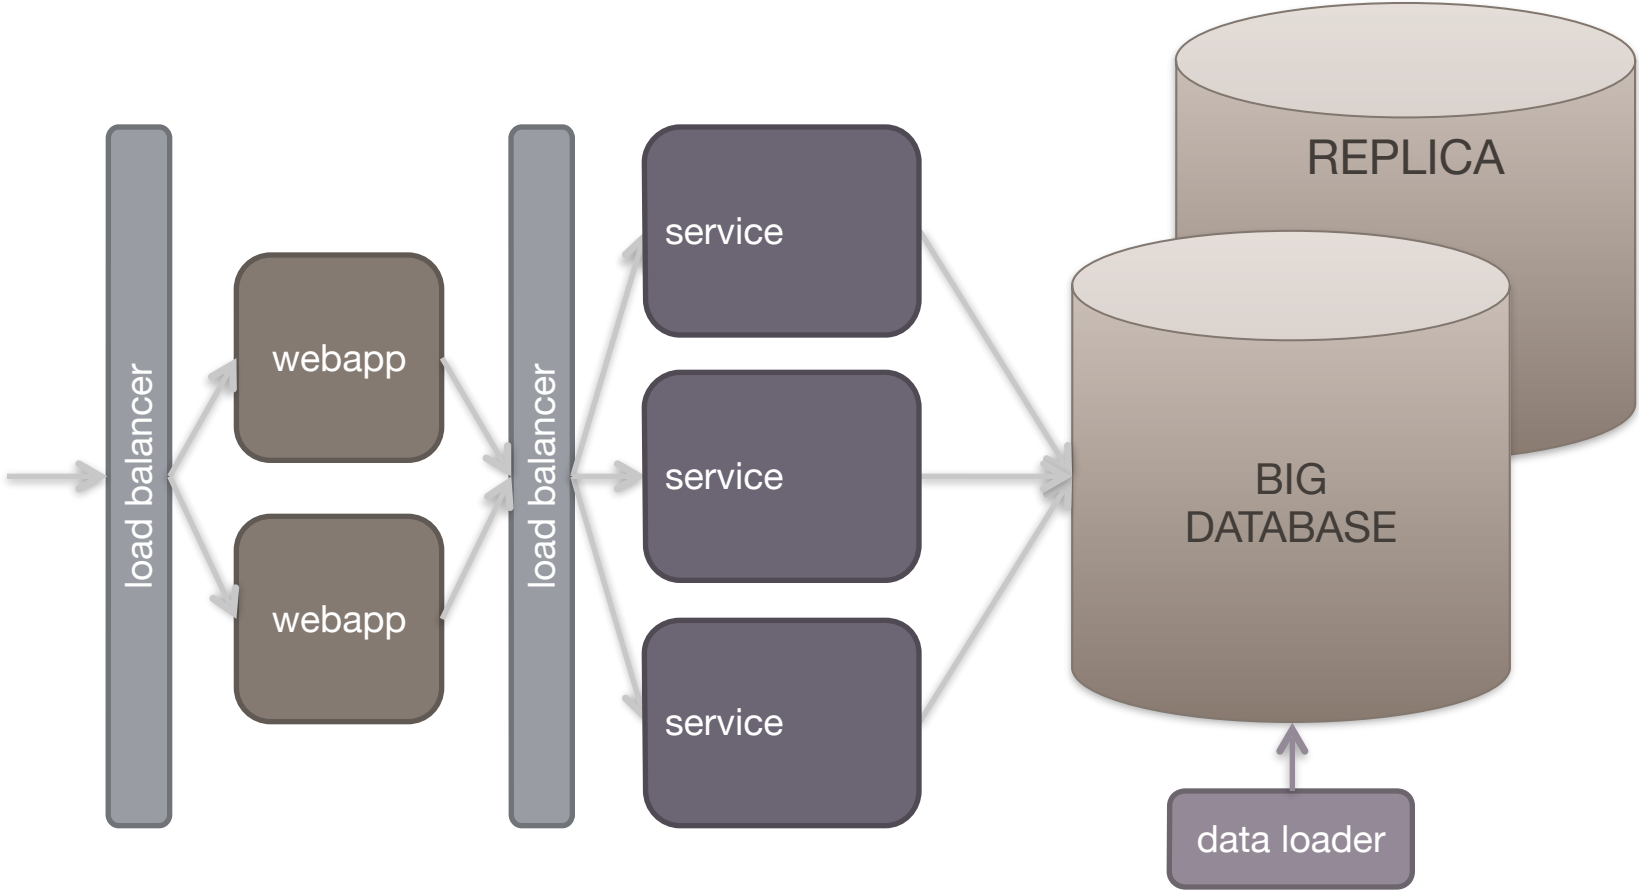 load balancer
webapp
webapp
load balancer
service
service
service
REPLICA
BIG
DATABASE
data loader